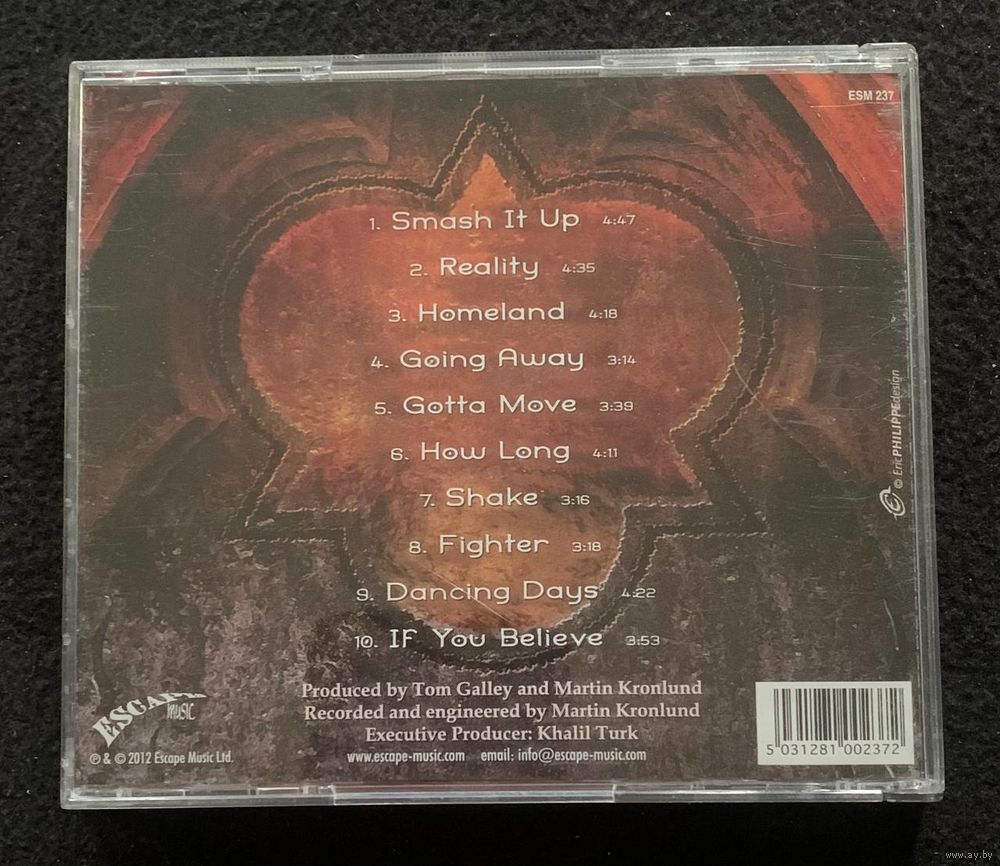 ESM 237
1. Smash It Up 4:47
2. Reality 4:35
3. Homeland 4:18
4. Going Away 3:14
5. Gotta Move 3:39
6. How Long 4:11
7. Shake 3:16
8. Fighter 3:18
9. Dancing Days 4:22
10. If You Believe 3:53
© EricPHILIPPEdesign
Produced by Tom Galley and Martin Kronlund
Recorded and engineered by Martin Kronlund
Executive Producer: Khalil Turk
www.escape-music.com email: info@escape-music.com
ESCAPE
music
℗ & © 2012 Escape Music Ltd.
5 031281 002372
www.ay.by